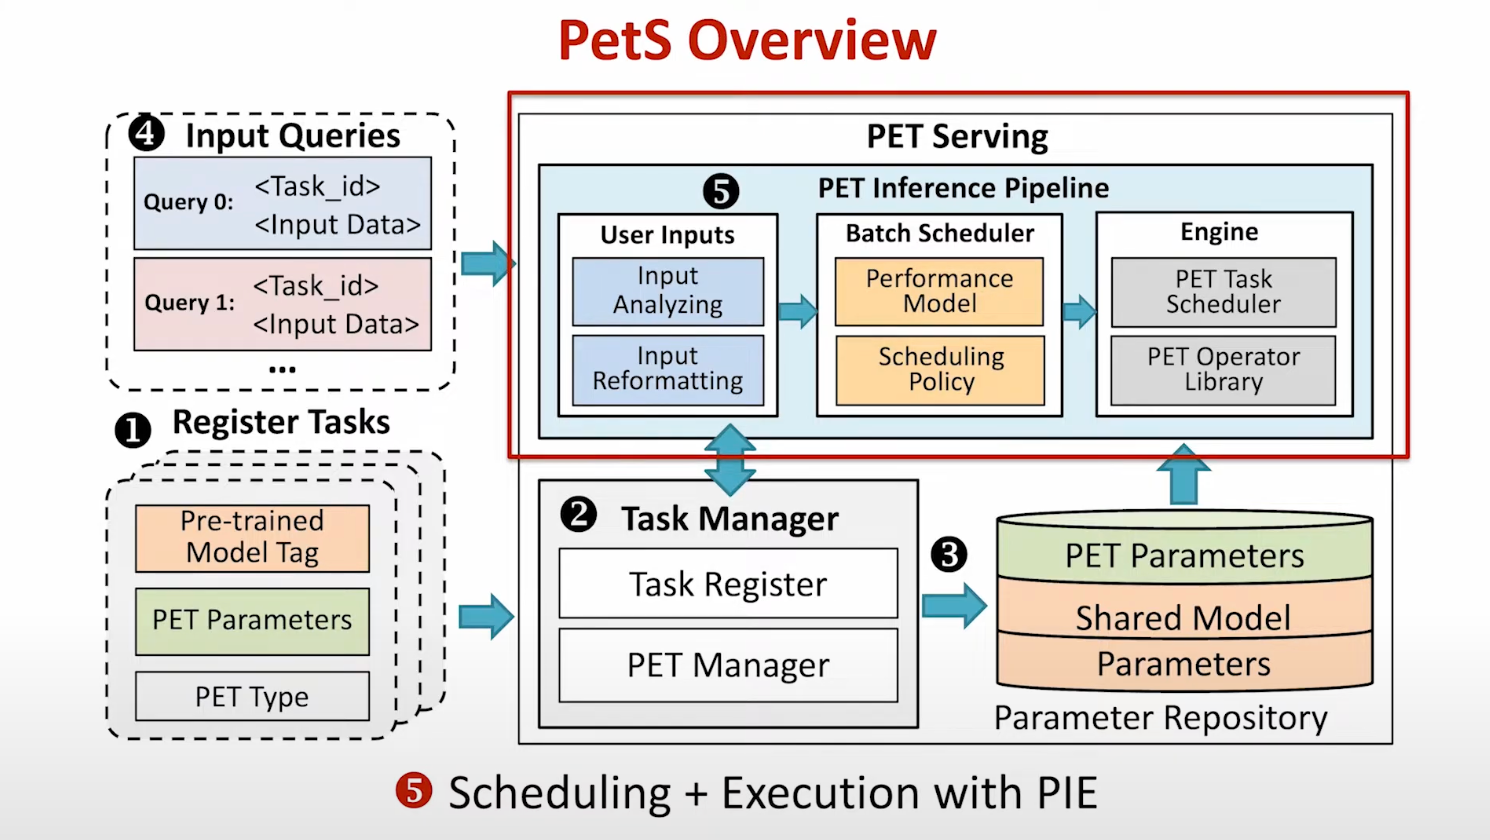 PetS Overview
❹ Input Queries
Query 0: <Task_id>
<Input Data>
Query 1: <Task_id>
<Input Data>
...
❶ Register Tasks
Pre-trained
Model Tag
PET Parameters
PET Type
PET Serving
❺ PET Inference Pipeline
User Inputs
Input
Analyzing
Input
Reformatting
Batch Scheduler
Performance
Model
Scheduling
Policy
Engine
PET Task
Scheduler
PET Operator
Library
❷ Task Manager
Task Register
PET Manager
❸
PET Parameters
Shared Model
Parameters
Parameter Repository
❺ Scheduling + Execution with PIE